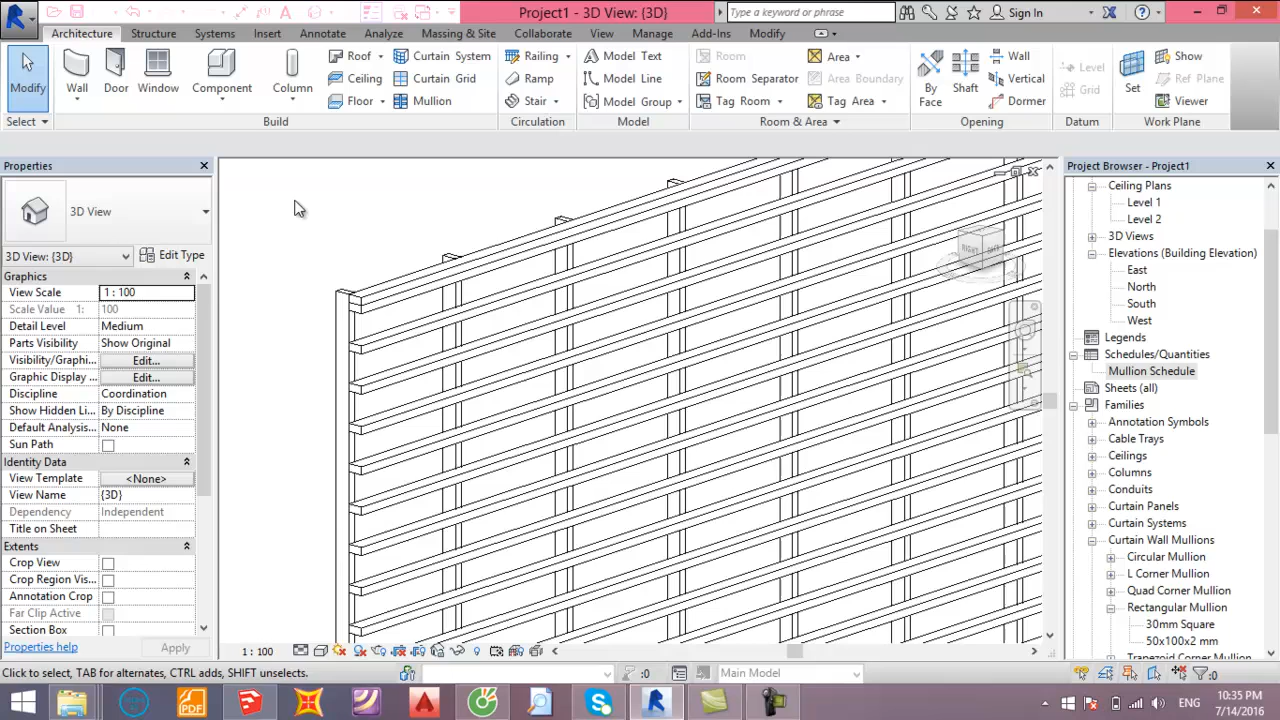 Project1 - 3D View: {3D}
Type a keyword or phrase
Sign In
Architecture
Structure
Systems
Insert
Annotate
Analyze
Massing & Site
Collaborate
View
Manage
Add-Ins
Modify
Modify
Wall
Door
Window
Component
Column
Roof
Ceiling
Floor
Curtain System
Curtain Grid
Mullion
Railing
Ramp
Stair
Model Text
Model Line
Model Group
Room
Room Separator
Tag Room
Area
Area Boundary
Tag Area
By Face
Shaft
Wall
Vertical
Dormer
Level
Grid
Set
Show
Ref Plane
Viewer
Select
Build
Circulation
Model
Room & Area
Opening
Datum
Work Plane
Properties
3D View
3D View: {3D}
Edit Type
Graphics
View Scale 1 : 100
Scale Value 1: 100
Detail Level Medium
Parts Visibility Show Original
Visibility/Graphi... Edit...
Graphic Display ... Edit...
Discipline Coordination
Show Hidden Li... By Discipline
Default Analysis... None
Sun Path
Identity Data
View Template <None>
View Name {3D}
Dependency Independent
Title on Sheet
Extents
Crop View
Crop Region Vis...
Annotation Crop
Far Clip Active
Section Box
Properties help
Apply
RIGHT
1 : 100
Project Browser - Project1
Ceiling Plans
Level 1
Level 2
3D Views
Elevations (Building Elevation)
East
North
South
West
Legends
Schedules/Quantities
Mullion Schedule
Sheets (all)
Families
Annotation Symbols
Cable Trays
Ceilings
Columns
Conduits
Curtain Panels
Curtain Systems
Curtain Wall Mullions
Circular Mullion
L Corner Mullion
Quad Corner Mullion
Rectangular Mullion
30mm Square
50x100x2 mm
Trapezoid Corner Mullion
Click to select, TAB for alternates, CTRL adds, SHIFT unselects.
:0
Main Model
:0
PDF
ENG
10:35 PM
7/14/2016